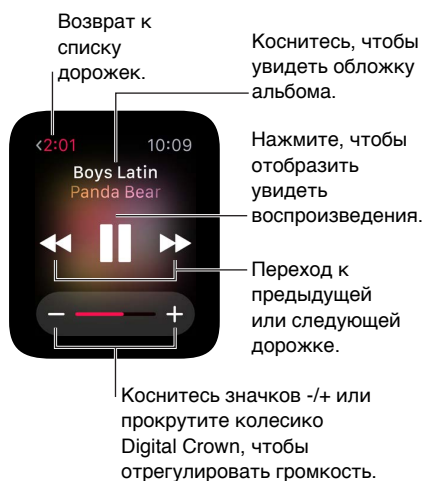 Возврат к
списку
дорожек.
Коснитесь, чтобы
увидеть обложку
альбома.
<2:01 10:09
Boys Latin
Panda Bear
Нажмите, чтобы
отобразить
увидеть
воспроизведения.
Переход к
предыдущей
или следующей
дорожке.
Коснитесь значков -/+ или
прокрутите колесико
Digital Crown, чтобы
отрегулировать громкость.